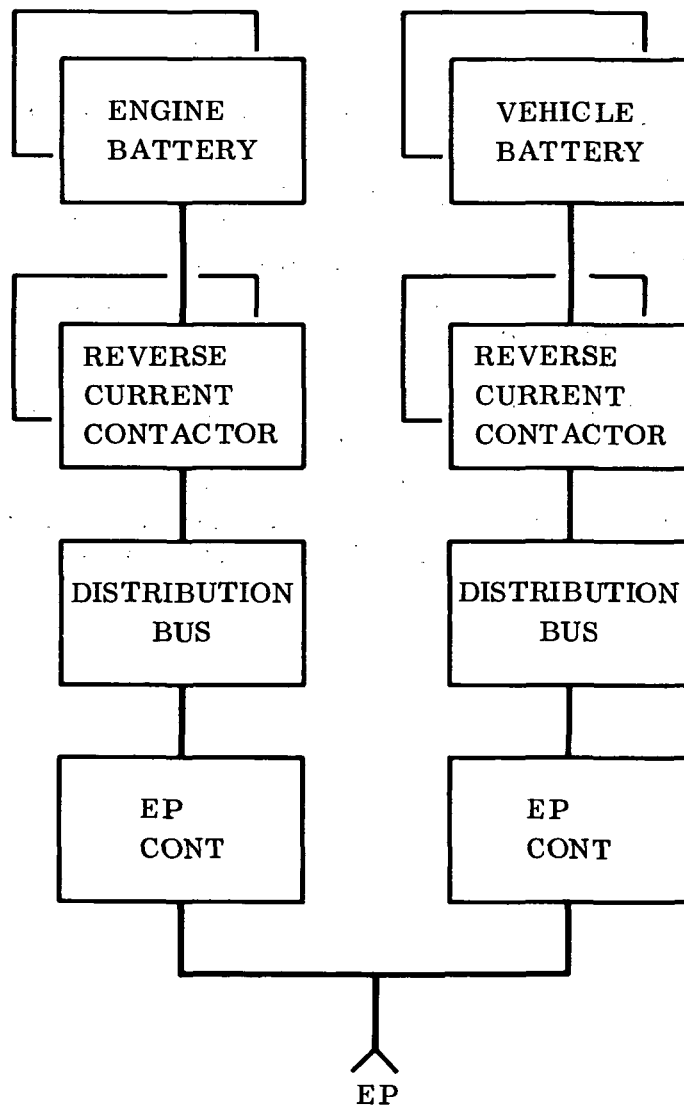 ENGINE
BATTERY
VEHICLE
BATTERY
REVERSE
CURRENT
CONTACTOR
REVERSE
CURRENT
CONTACTOR
DISTRIBUTION
BUS
DISTRIBUTION
BUS
EP
CONT
EP
CONT
EP